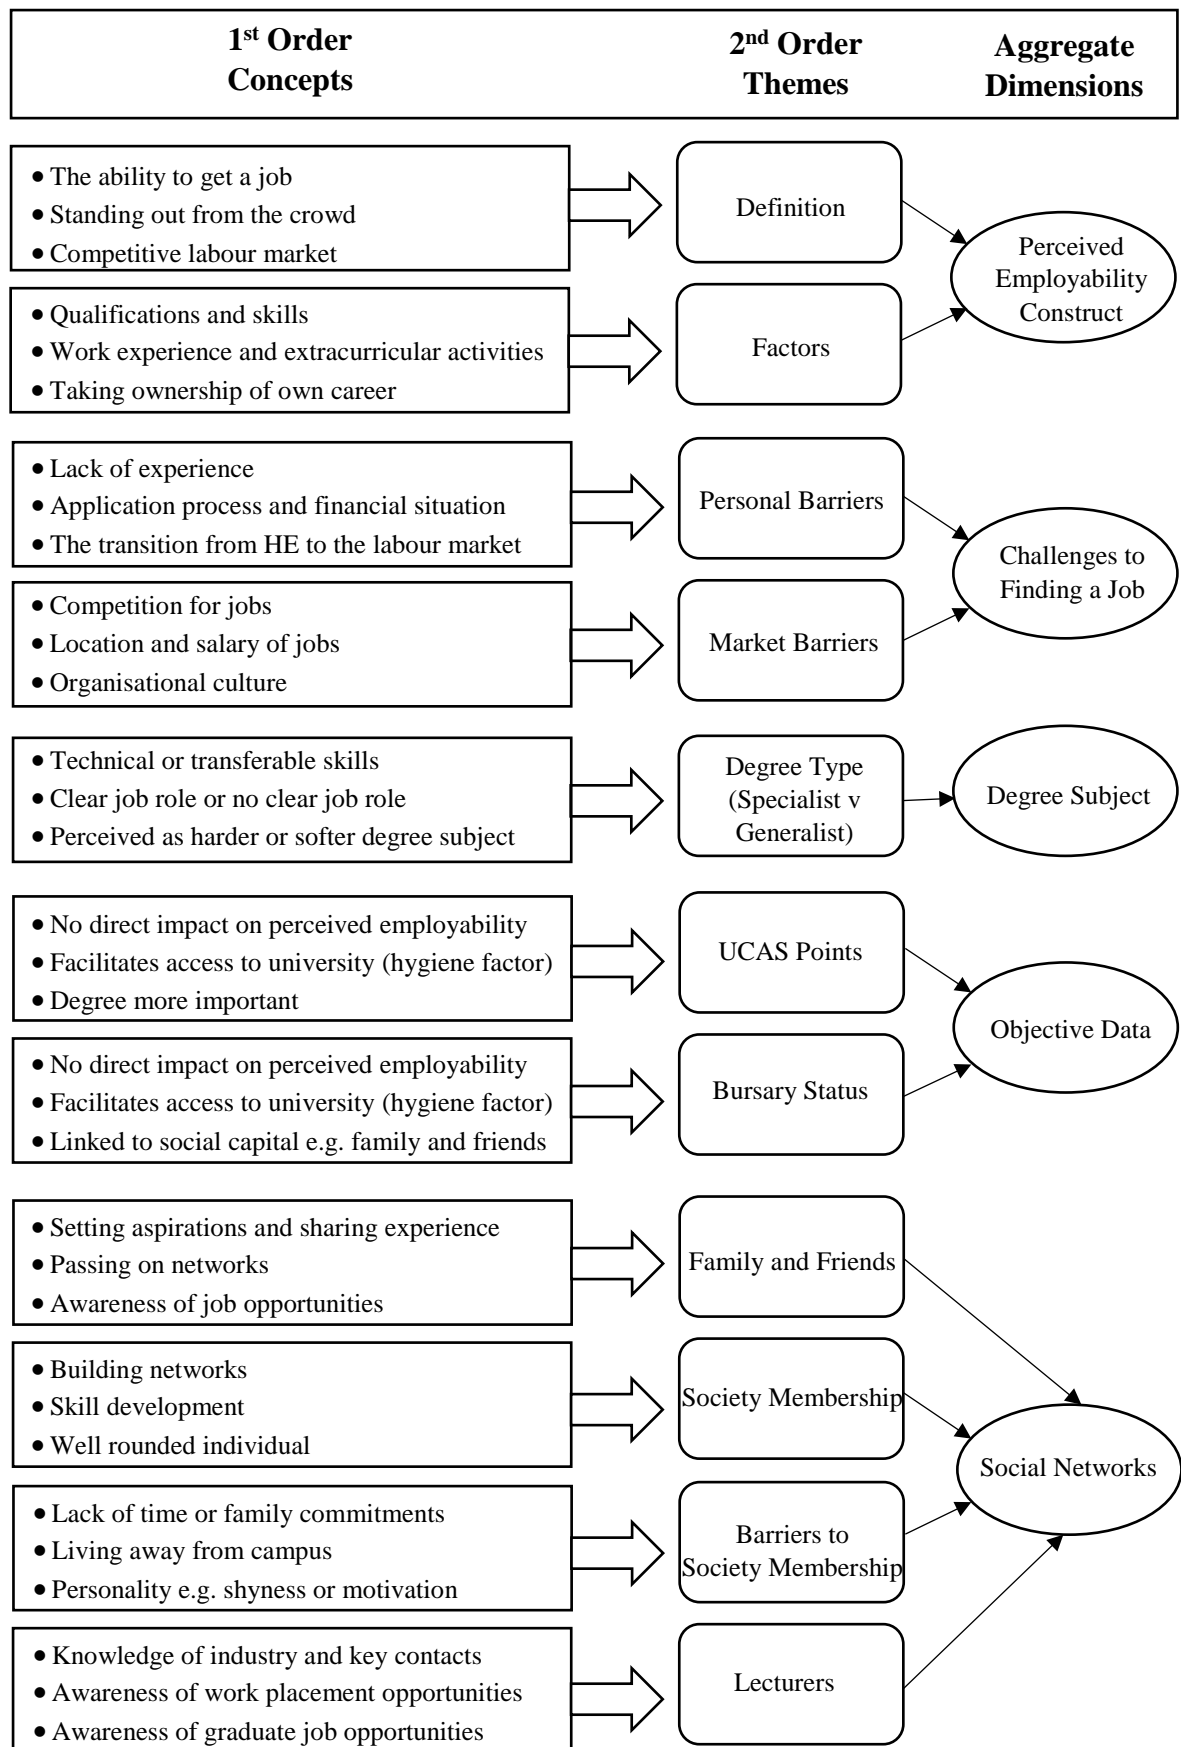 1st Order
Concepts
2nd Order
Themes
Aggregate
Dimensions
• The ability to get a job
• Standing out from the crowd
• Competitive labour market
Definition
• Qualifications and skills
• Work experience and extracurricular activities
• Taking ownership of own career
Factors
Perceived
Employability
Construct
• Lack of experience
• Application process and financial situation
• The transition from HE to the labour market
Personal Barriers
• Competition for jobs
• Location and salary of jobs
• Organisational culture
Market Barriers
Challenges to
Finding a Job
• Technical or transferable skills
• Clear job role or no clear job role
• Perceived as harder or softer degree subject
Degree Type
(Specialist v
Generalist)
Degree Subject
• No direct impact on perceived employability
• Facilitates access to university (hygiene factor)
• Degree more important
UCAS Points
• No direct impact on perceived employability
• Facilitates access to university (hygiene factor)
• Linked to social capital e.g. family and friends
Bursary Status
Objective Data
• Setting aspirations and sharing experience
• Passing on networks
• Awareness of job opportunities
Family and Friends
• Building networks
• Skill development
• Well rounded individual
Society Membership
• Lack of time or family commitments
• Living away from campus
• Personality e.g. shyness or motivation
Barriers to
Society Membership
• Knowledge of industry and key contacts
• Awareness of work placement opportunities
• Awareness of graduate job opportunities
Lecturers
Social Networks